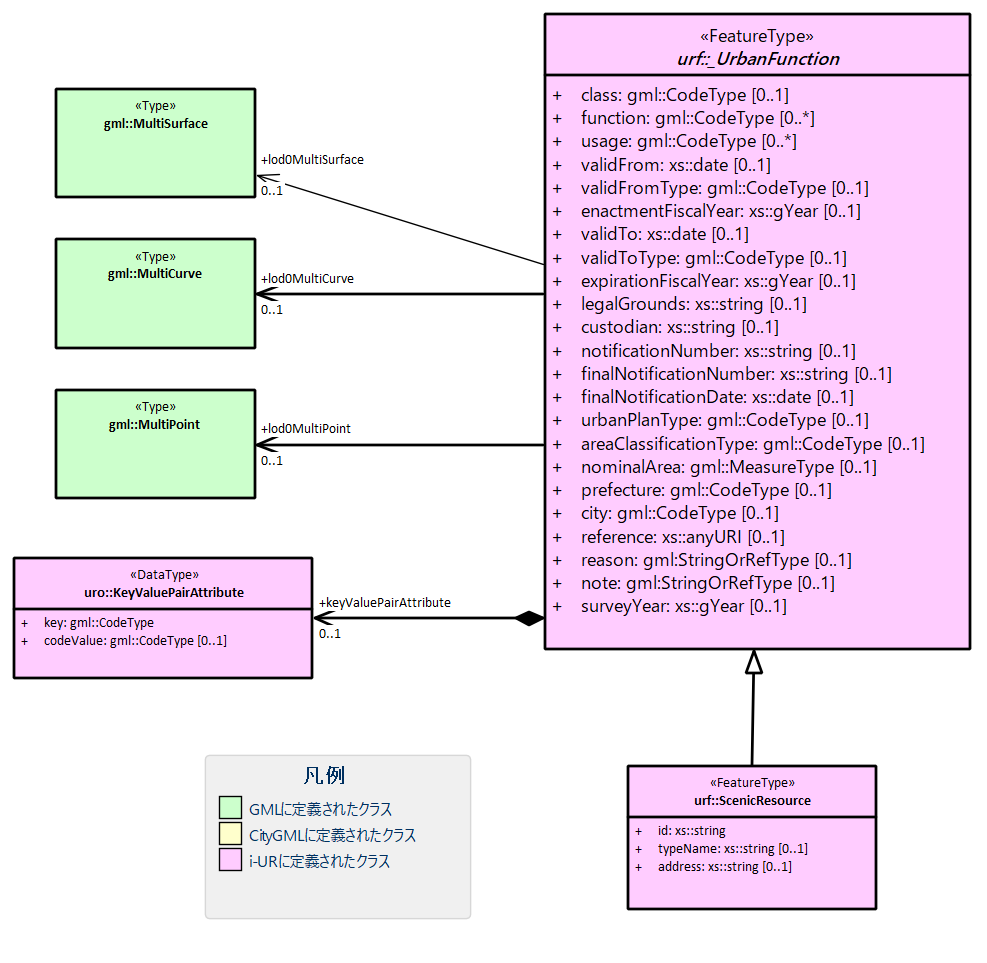 «FeatureType»
urf::_UrbanFunction
+ class: gml::CodeType [0..1]
+ function: gml::CodeType [0..*]
+ usage: gml::CodeType [0..*]
+ validFrom: xs::date [0..1]
+ validFromType: gml::CodeType [0..1]
+ enactmentFiscalYear: xs::gYear [0..1]
+ validTo: xs::date [0..1]
+ validToType: gml::CodeType [0..1]
+ expirationFiscalYear: xs::gYear [0..1]
+ legalGrounds: xs::string [0..1]
+ custodian: xs::string [0..1]
+ notificationNumber: xs::string [0..1]
+ finalNotificationNumber: xs::string [0..1]
+ finalNotificationDate: xs::date [0..1]
+ urbanPlanType: gml::CodeType [0..1]
+ areaClassificationType: gml::CodeType [0..1]
+ nominalArea: gml::MeasureType [0..1]
+ prefecture: gml::CodeType [0..1]
+ city: gml::CodeType [0..1]
+ reference: xs::anyURI [0..1]
+ reason: gml:StringOrRefType [0..1]
+ note: gml:StringOrRefType [0..1]
+ surveyYear: xs::gYear [0..1]
«Type»
gml::MultiSurface
+lod0MultiSurface
0..1
«Type»
gml::MultiCurve
+lod0MultiCurve
0..1
«Type»
gml::MultiPoint
+lod0MultiPoint
0..1
«DataType»
uro::KeyValuePairAttribute
+ key: gml::CodeType
+ codeValue: gml::CodeType [0..1]
+keyValuePairAttribute
0..1
凡例
GMLに定義されたクラス
CityGMLに定義されたクラス
i-URに定義されたクラス
«FeatureType»
urf::ScenicResource
+ id: xs::string
+ typeName: xs::string [0..1]
+ address: xs::string [0..1]